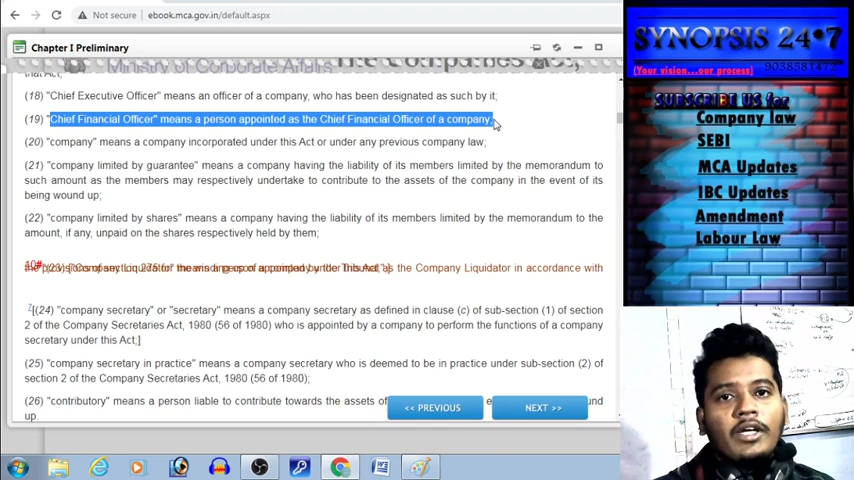 Not secure
ebook.mca.gov.in/default.aspx
Chapter I Preliminary
Ministry of Corporate Affairs
The Companies Act,
that Act;
(18) "Chief Executive Officer" means an officer of a company, who has been designated as such by it;
(19) "Chief Financial Officer" means a person appointed as the Chief Financial Officer of a company;
(20) "company" means a company incorporated under this Act or under any previous company law;
(21) "company limited by guarantee" means a company having the liability of its members limited by the memorandum to
such amount as the members may respectively undertake to contribute to the assets of the company in the event of its
being wound up;
(22) "company limited by shares" means a company having the liability of its members limited by the memorandum to the
amount, if any, unpaid on the shares respectively held by them;
as the Company Liquidator in accordance with
7[(24) "company secretary" or "secretary" means a company secretary as defined in clause (c) of sub-section (1) of section
2 of the Company Secretaries Act, 1980 (56 of 1980) who is appointed by a company to perform the functions of a company
secretary under this Act;]
(25) "company secretary in practice" means a company secretary who is deemed to be in practice under sub-section (2) of
section 2 of the Company Secretaries Act, 1980 (56 of 1980);
(26) "contributory" means a person liable to contribute towards the assets of
up.
<< PREVIOUS
NEXT >>
SYNOPSIS 24*7
(Your vision...our process)
9038581472
SUBSCRIBE US for
Company law
SEBI
MCA Updates
IBC Updates
Amendment
Labour Law